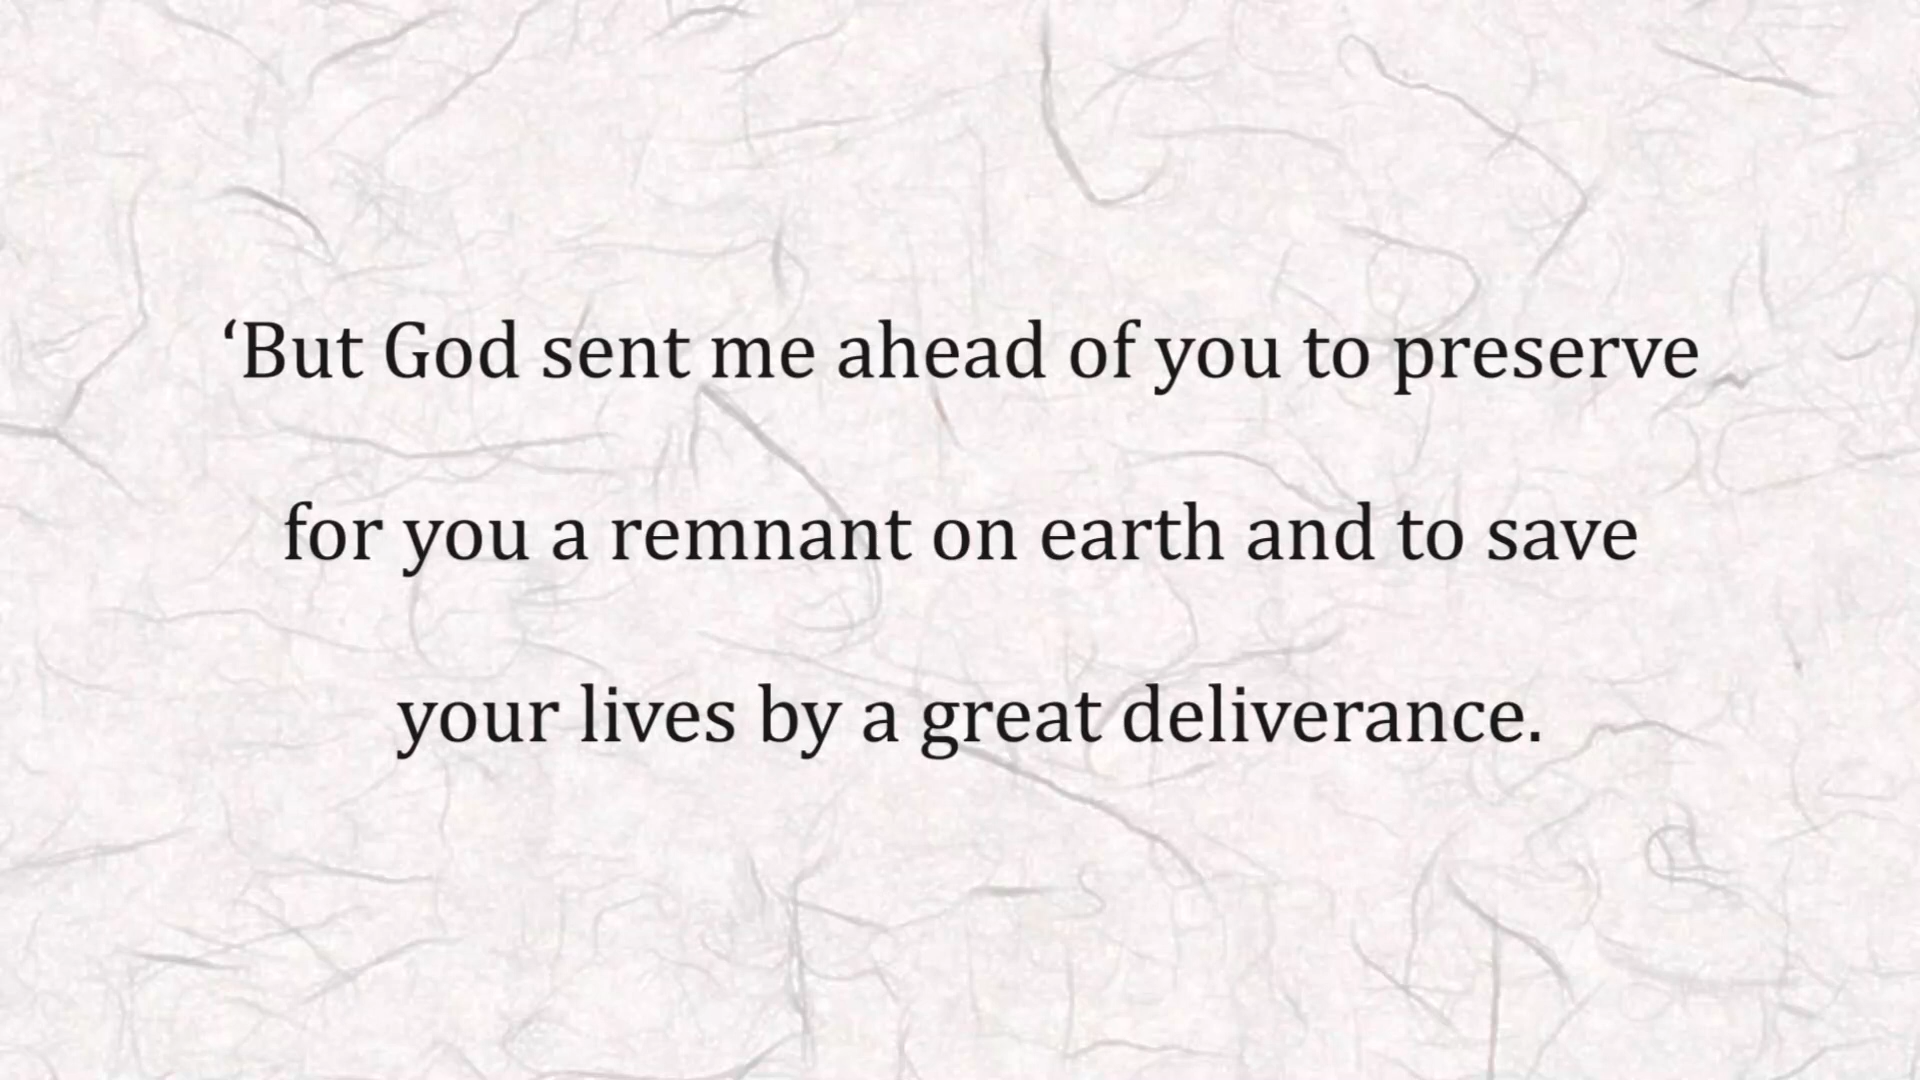 ‘But God sent me ahead of you to preserve
for you a remnant on earth and to save
your lives by a great deliverance.